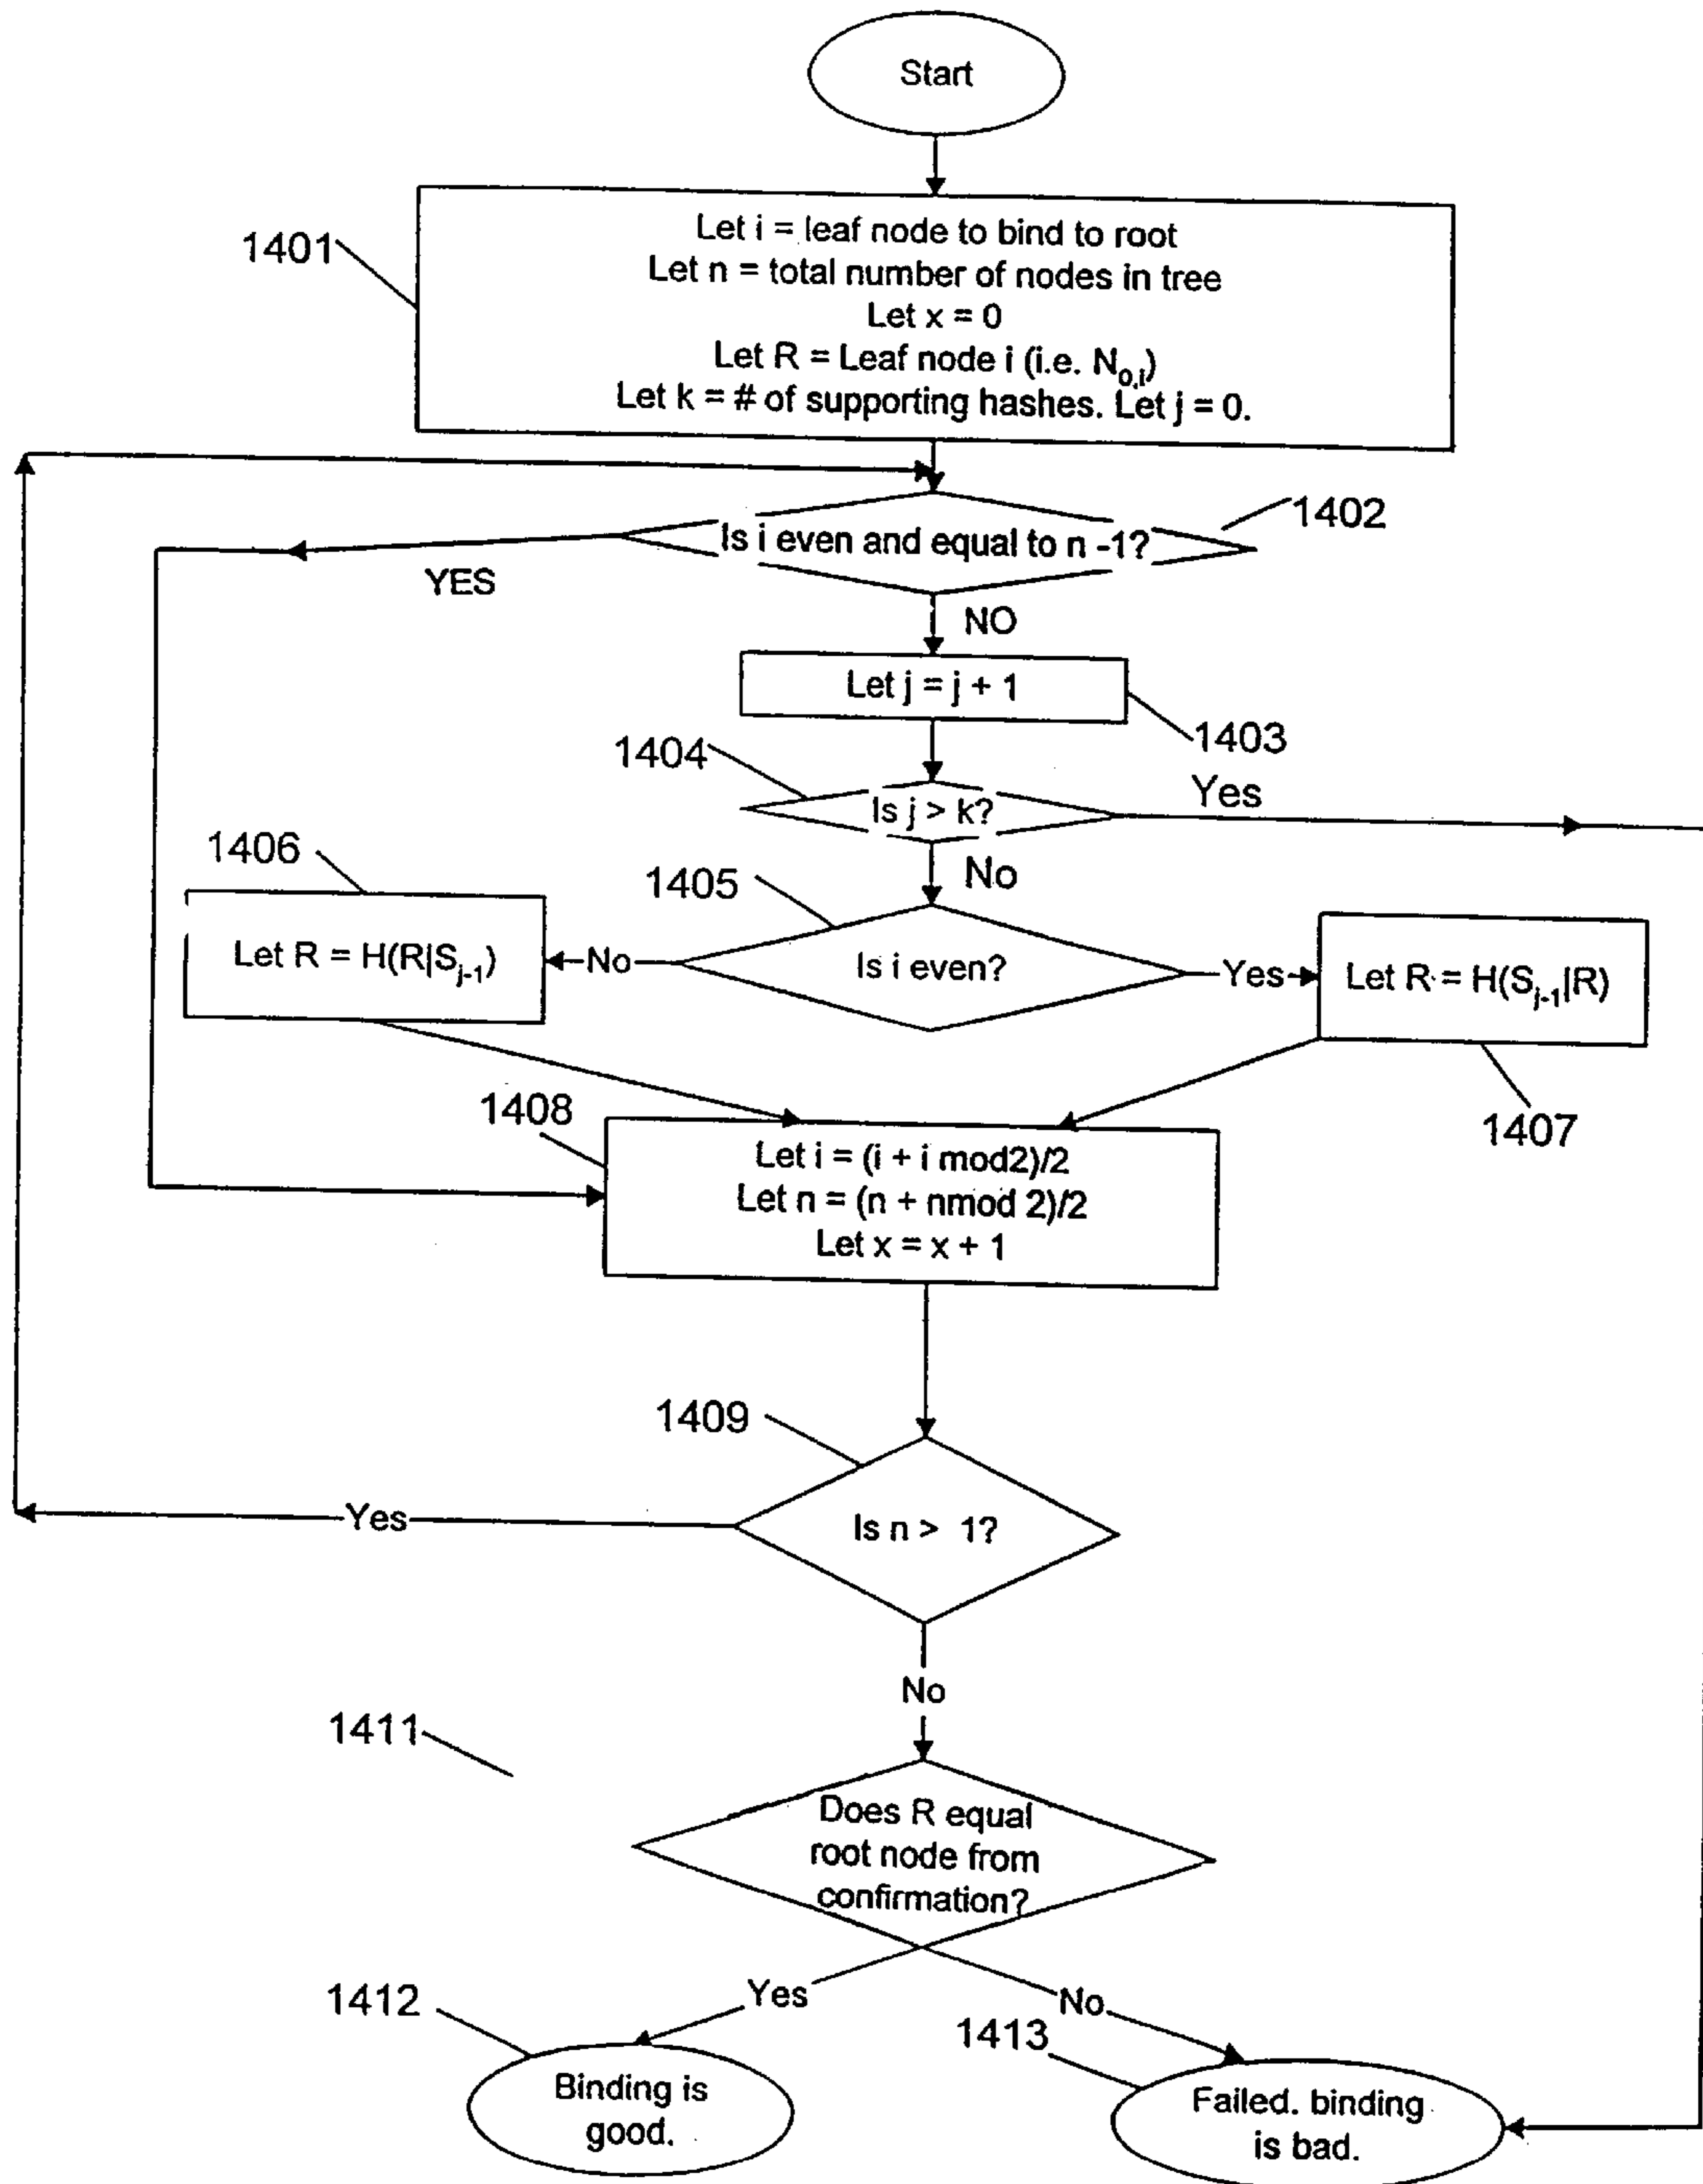 Start
1401
Let i = leaf node to bind to root
Let n = total number of nodes in tree
Let x = 0
Let R = Leaf node i (i.e. N0,i)
Let k = # of supporting hashes. Let j = 0.
1402
Is i even and equal to n -1?
YES
NO
Let j = j + 1
1403
1404
Is j > k?
Yes
No
1406
1405
Let R = H(R|Sj-1)
No
Is i even?
Yes
Let R = H(Sj-1|R)
1407
1408
Let i = (i + i mod2)/2
Let n = (n + nmod 2)/2
Let x = x + 1
1409
Yes
Is n > 1?
No
1411
Does R equal
root node from
confirmation?
Yes
No
1412
1413
Binding is
good.
Failed. binding
is bad.